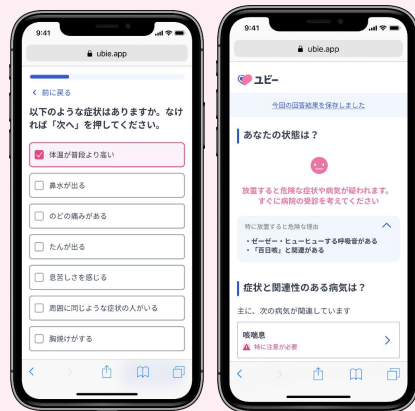 9:41
ubie.app
前に戻る
以下のような症状はありますか。なけ
れば「次へ」を押してください。
体温が普段より高い
鼻水が出る
のどの痛みがある
たんが出る
息苦しさを感じる
周囲に同じような症状の人がいる
胸焼けがする
9:41
ubie.app
ユビー
今回の回答結果を保存しました
あなたの状態は？
放置すると危険な症状や病気が疑われます。
すぐに病院の受診を考えてください
特に放置すると危険な理由
・ゼーゼー・ヒューヒューする呼吸音がある
・「百日咳」と関連がある
症状と関連性のある病気は？
主に、次の病気が関連しています
咳喘息
特に注意が必要